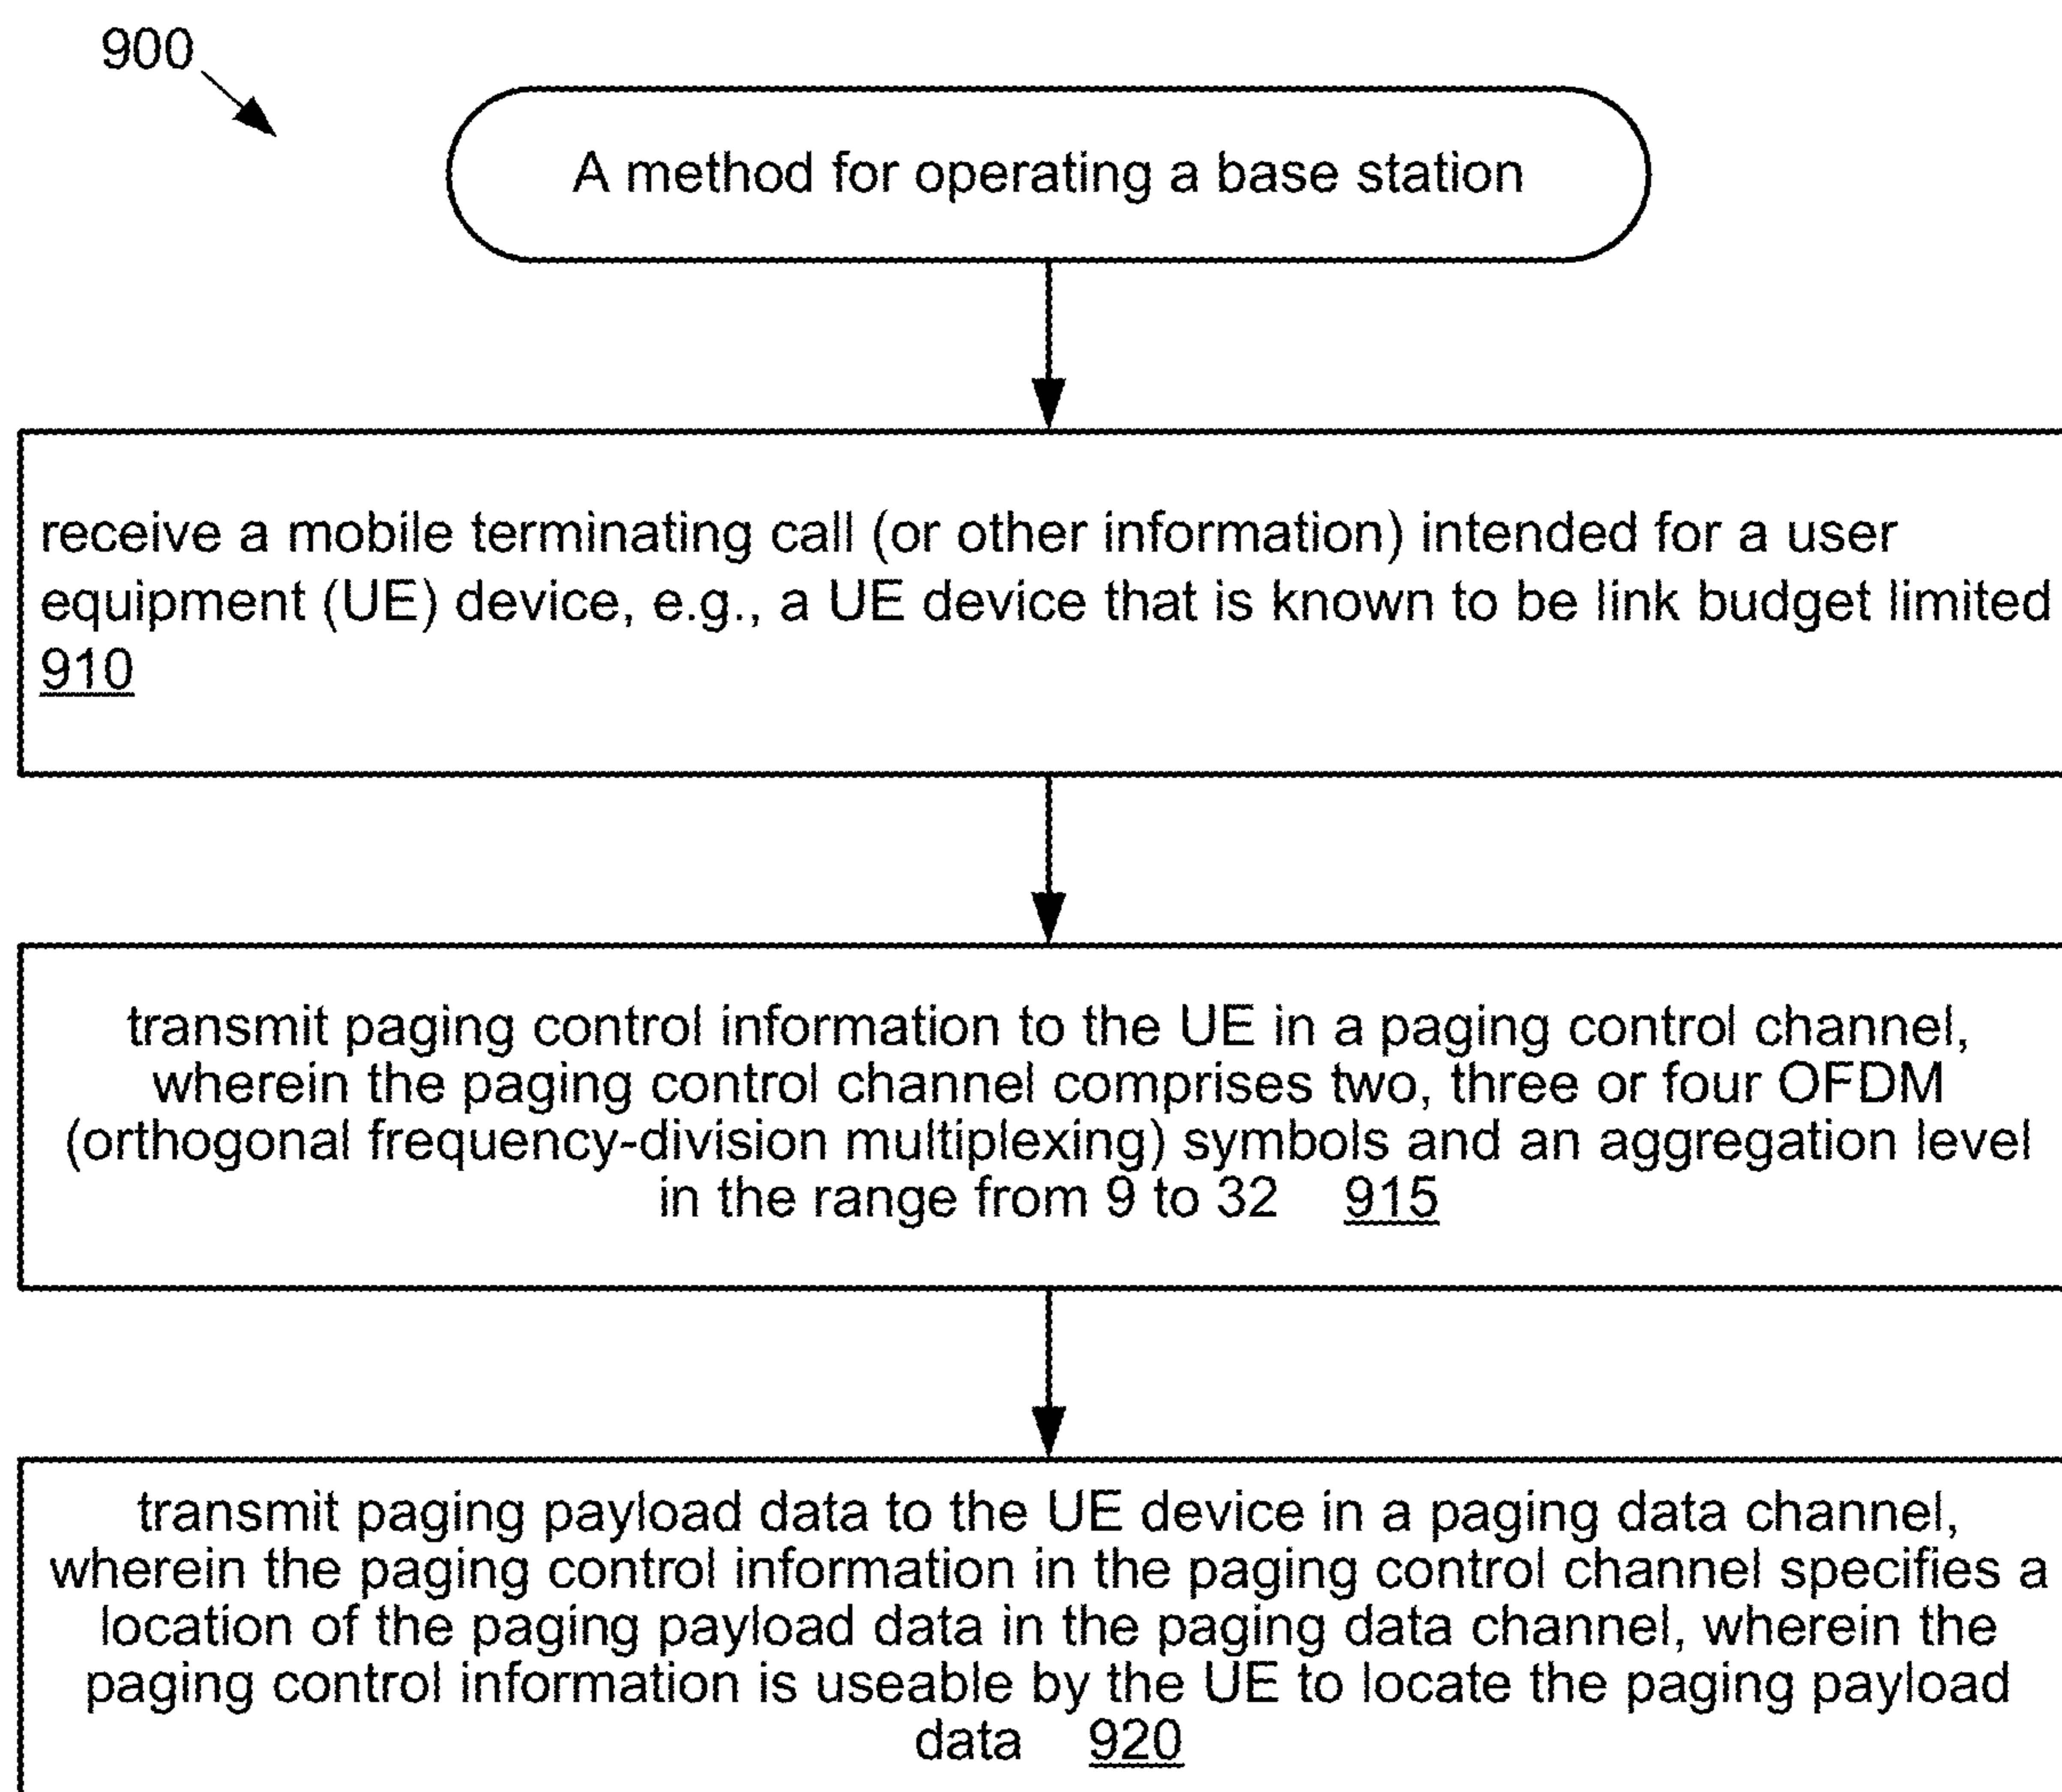 900
A method for operating a base station
receive a mobile terminating call (or other information) intended for a user
equipment (UE) device, e.g., a UE device that is known to be link budget limited
910
transmit paging control information to the UE in a paging control channel,
wherein the paging control channel comprises two, three or four OFDM
(orthogonal frequency-division multiplexing) symbols and an aggregation level
in the range from 9 to 32 915
transmit paging payload data to the UE device in a paging data channel,
wherein the paging control information in the paging control channel specifies a
location of the paging payload data in the paging data channel, wherein the
paging control information is useable by the UE to locate the paging payload
data 920